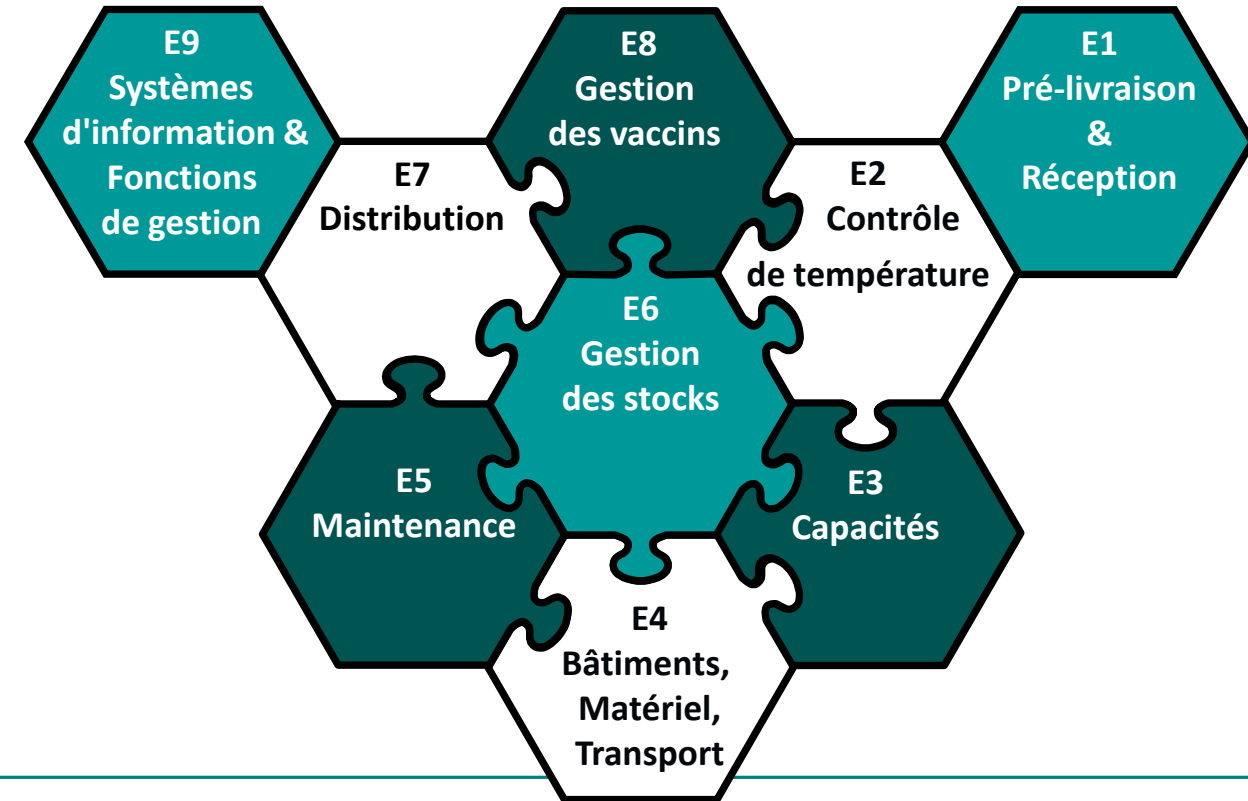 E9
Systèmes
d'information &
Fonctions
de gestion
E8
Gestion
des vaccins
E1
Pré-livraison
&
Réception
E7
Distribution
E2
Contrôle
de température
E6
Gestion
des stocks
E5
Maintenance
E3
Capacités
E4
Bâtiments,
Matériel,
Transport